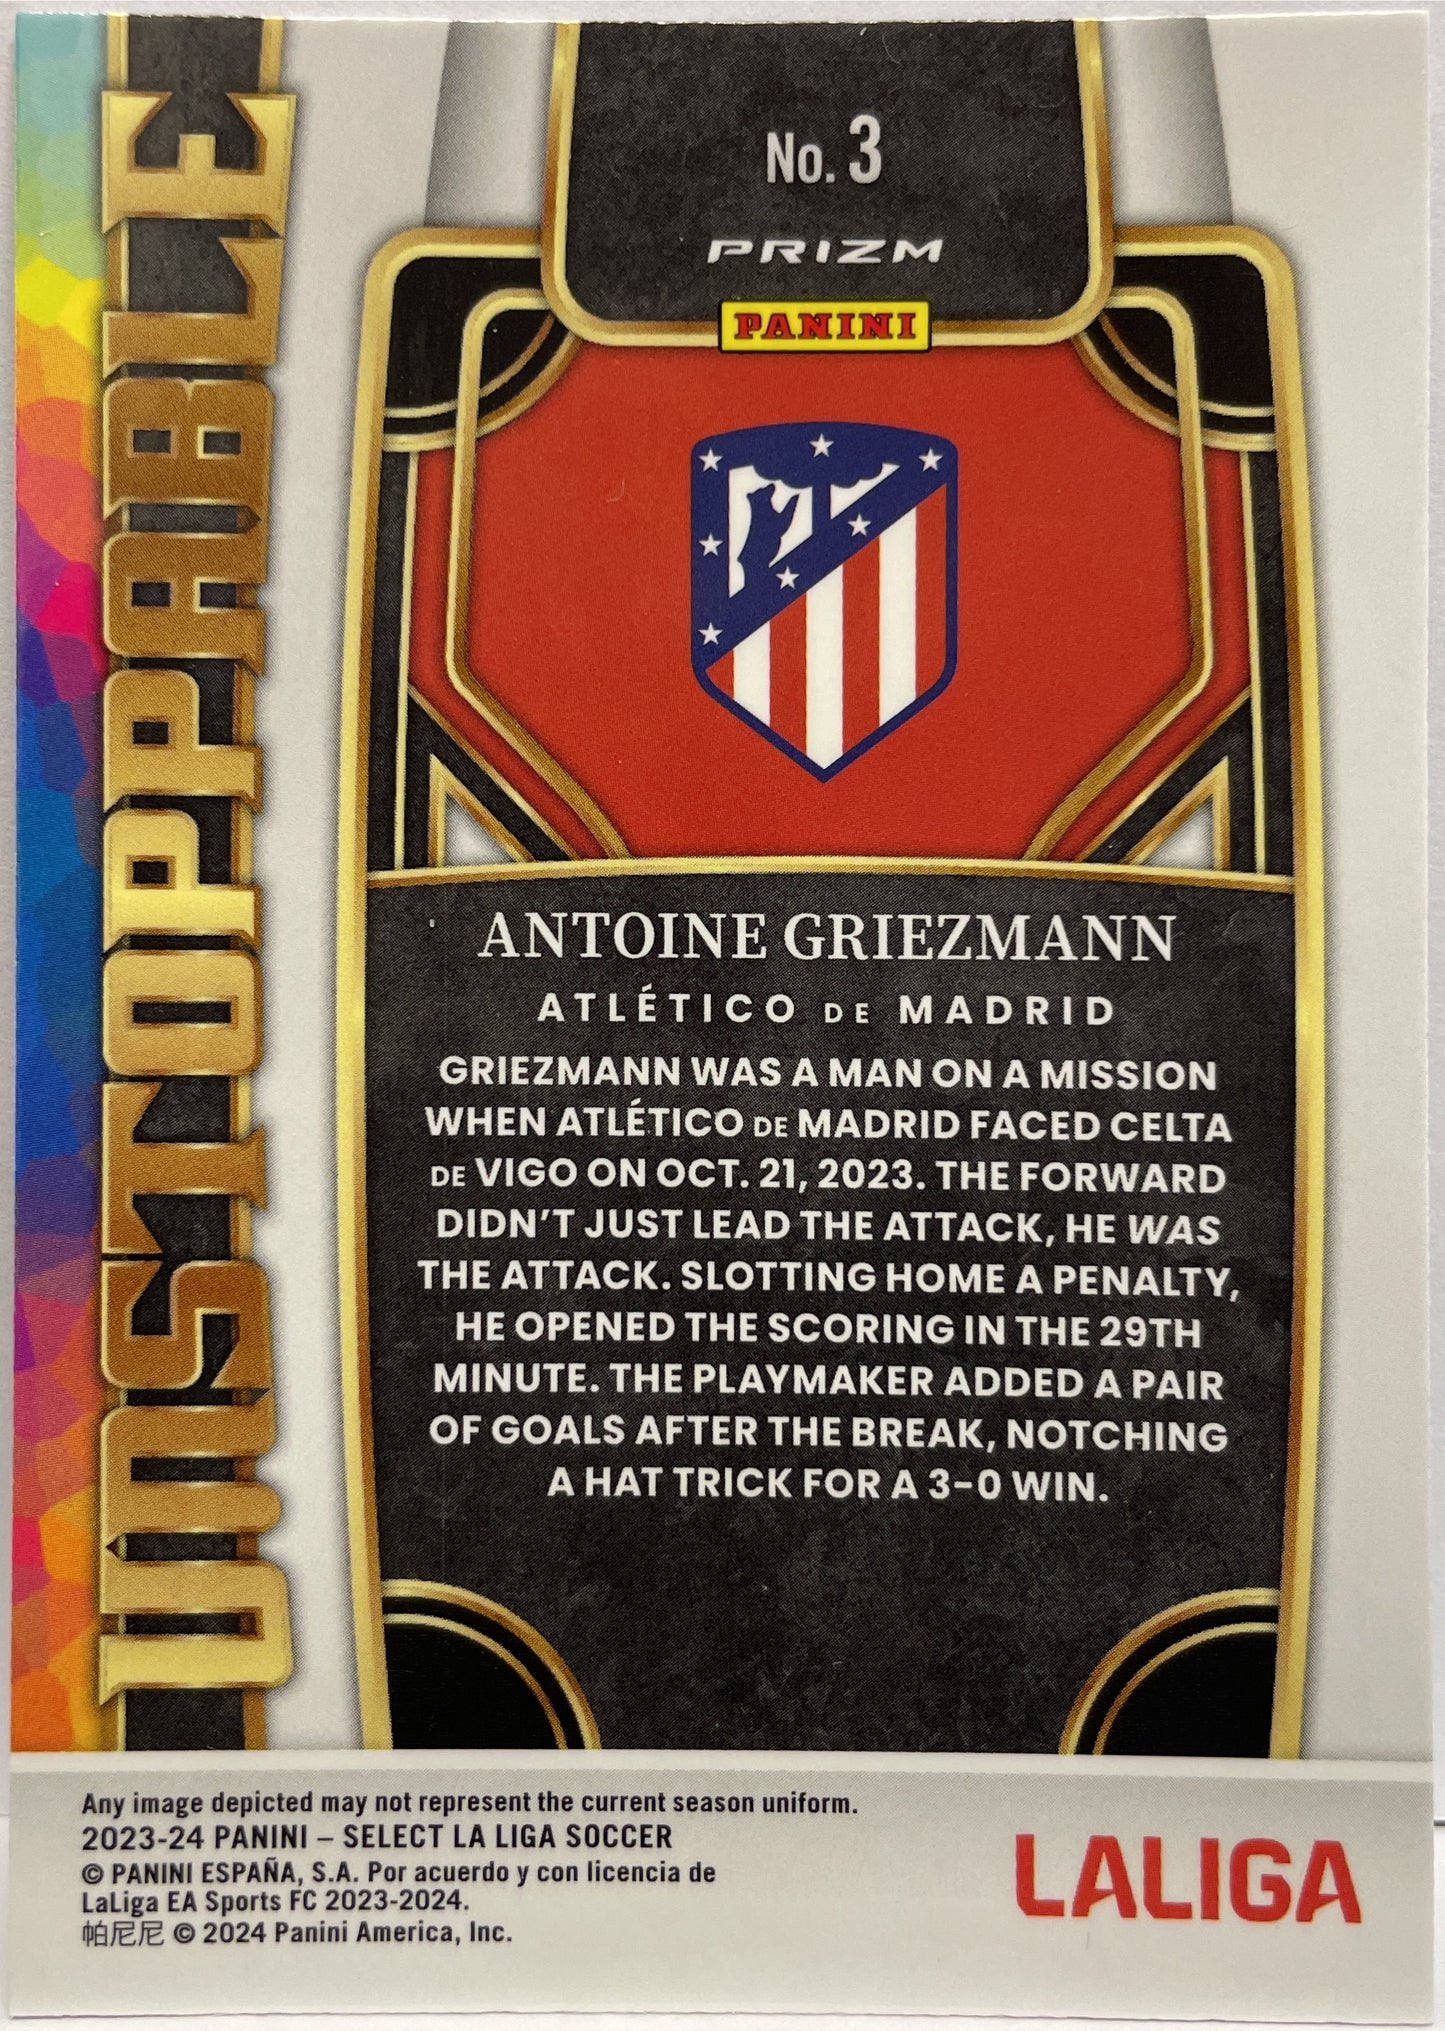 UNSTOPPABLE
No. 3
PRIZM
PANINI
ANTOINE GRIEZMANN
ATLÉTICO DE MADRID
GRIEZMANN WAS A MAN ON A MISSION
WHEN ATLÉTICO DE MADRID FACED CELTA
DE VIGO ON OCT. 21, 2023. THE FORWARD
DIDN'T JUST LEAD THE ATTACK, HE WAS
THE ATTACK. SLOTTING HOME A PENALTY,
HE OPENED THE SCORING IN THE 29TH
MINUTE. THE PLAYMAKER ADDED A PAIR
OF GOALS AFTER THE BREAK, NOTCHING
A HAT TRICK FOR A 3-0 WIN.
Any image depicted may not represent the current season uniform.
2023-24 PANINI – SELECT LA LIGA SOCCER
© PANINI ESPAÑA, S.A. Por acuerdo y con licencia de
LaLiga EA Sports FC 2023-2024.
帕尼尼 © 2024 Panini America, Inc.
LALIGA